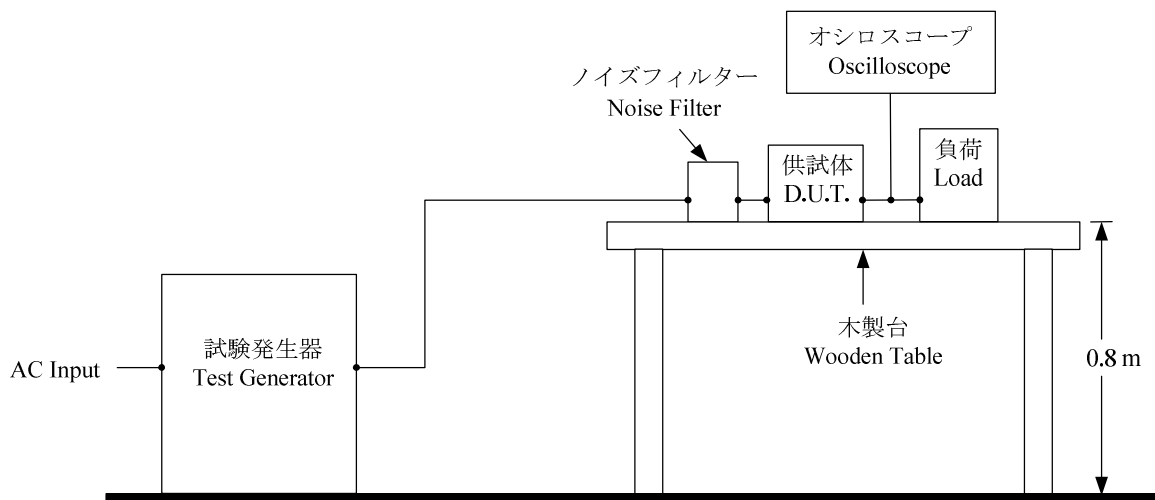 オシロスコープ
Oscilloscope
ノイズフィルター
Noise Filter
供試体
D.U.T.
負荷
Load
試験発生器
Test Generator
AC Input
木製台
Wooden Table
0.8 m